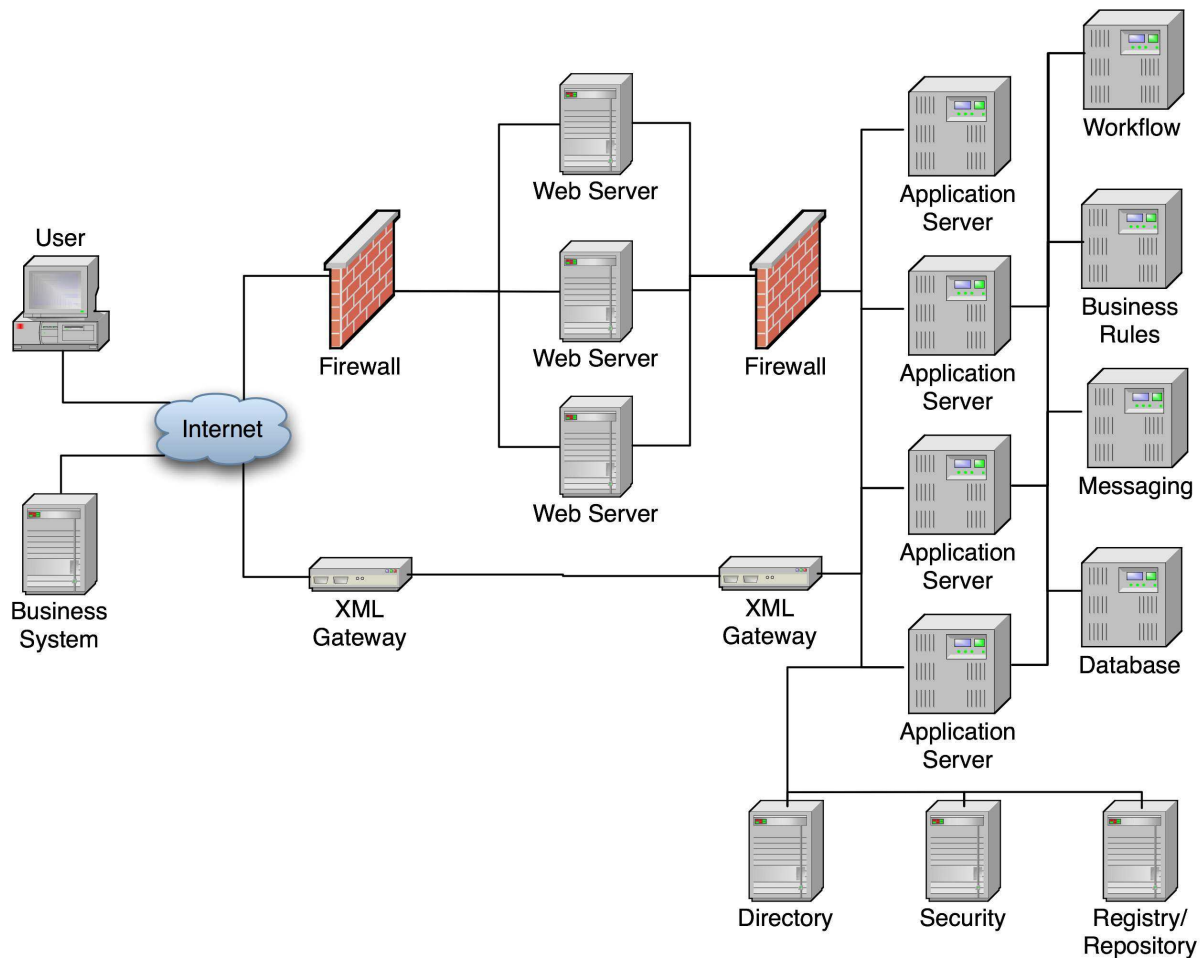 Workflow
Web Server
Application
Server
User
Business
Rules
Firewall
Web Server
Firewall
Application
Server
Internet
Messaging
Web Server
Application
Server
Business
System
XML
Gateway
XML
Gateway
Database
Application
Server
Directory
Security
Registry/
Repository